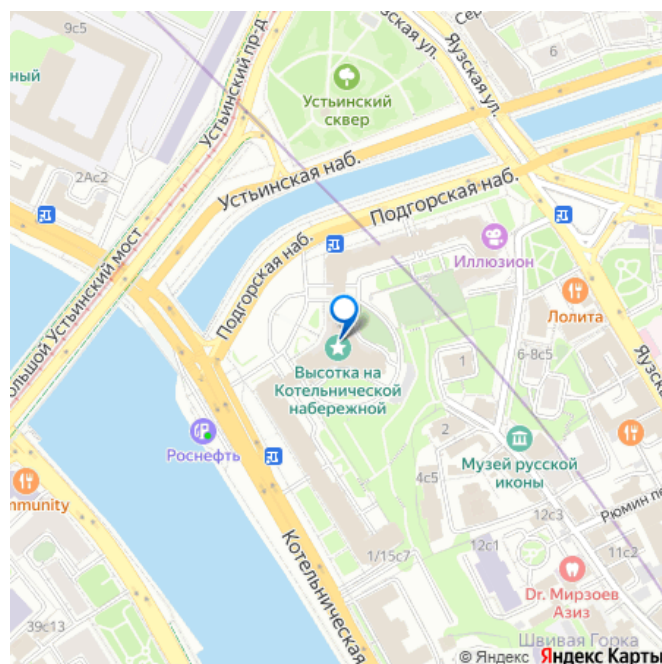 9с5
Сер
6
ный
Устьинский пр-д
Яузская ул.
Яузская ул.
Устьинский
сквер
2Ас2
Устьинская наб.
Подгорская наб.
Подгорская наб.
Иллюзион
Большой Устьинский мост
Лолита
Высотка на
Котельнической
набережной
1
6-8с5
Яузс
2
Роснефть
Музей русской
иконы
4с5
mmunity
Рюмин пе
12с3
Котельническая
1/15с7
12с1
11с2
Dr. Мирзоев
Азиз
39с13
Швивая Горка
© Яндекс Яндекс Карты